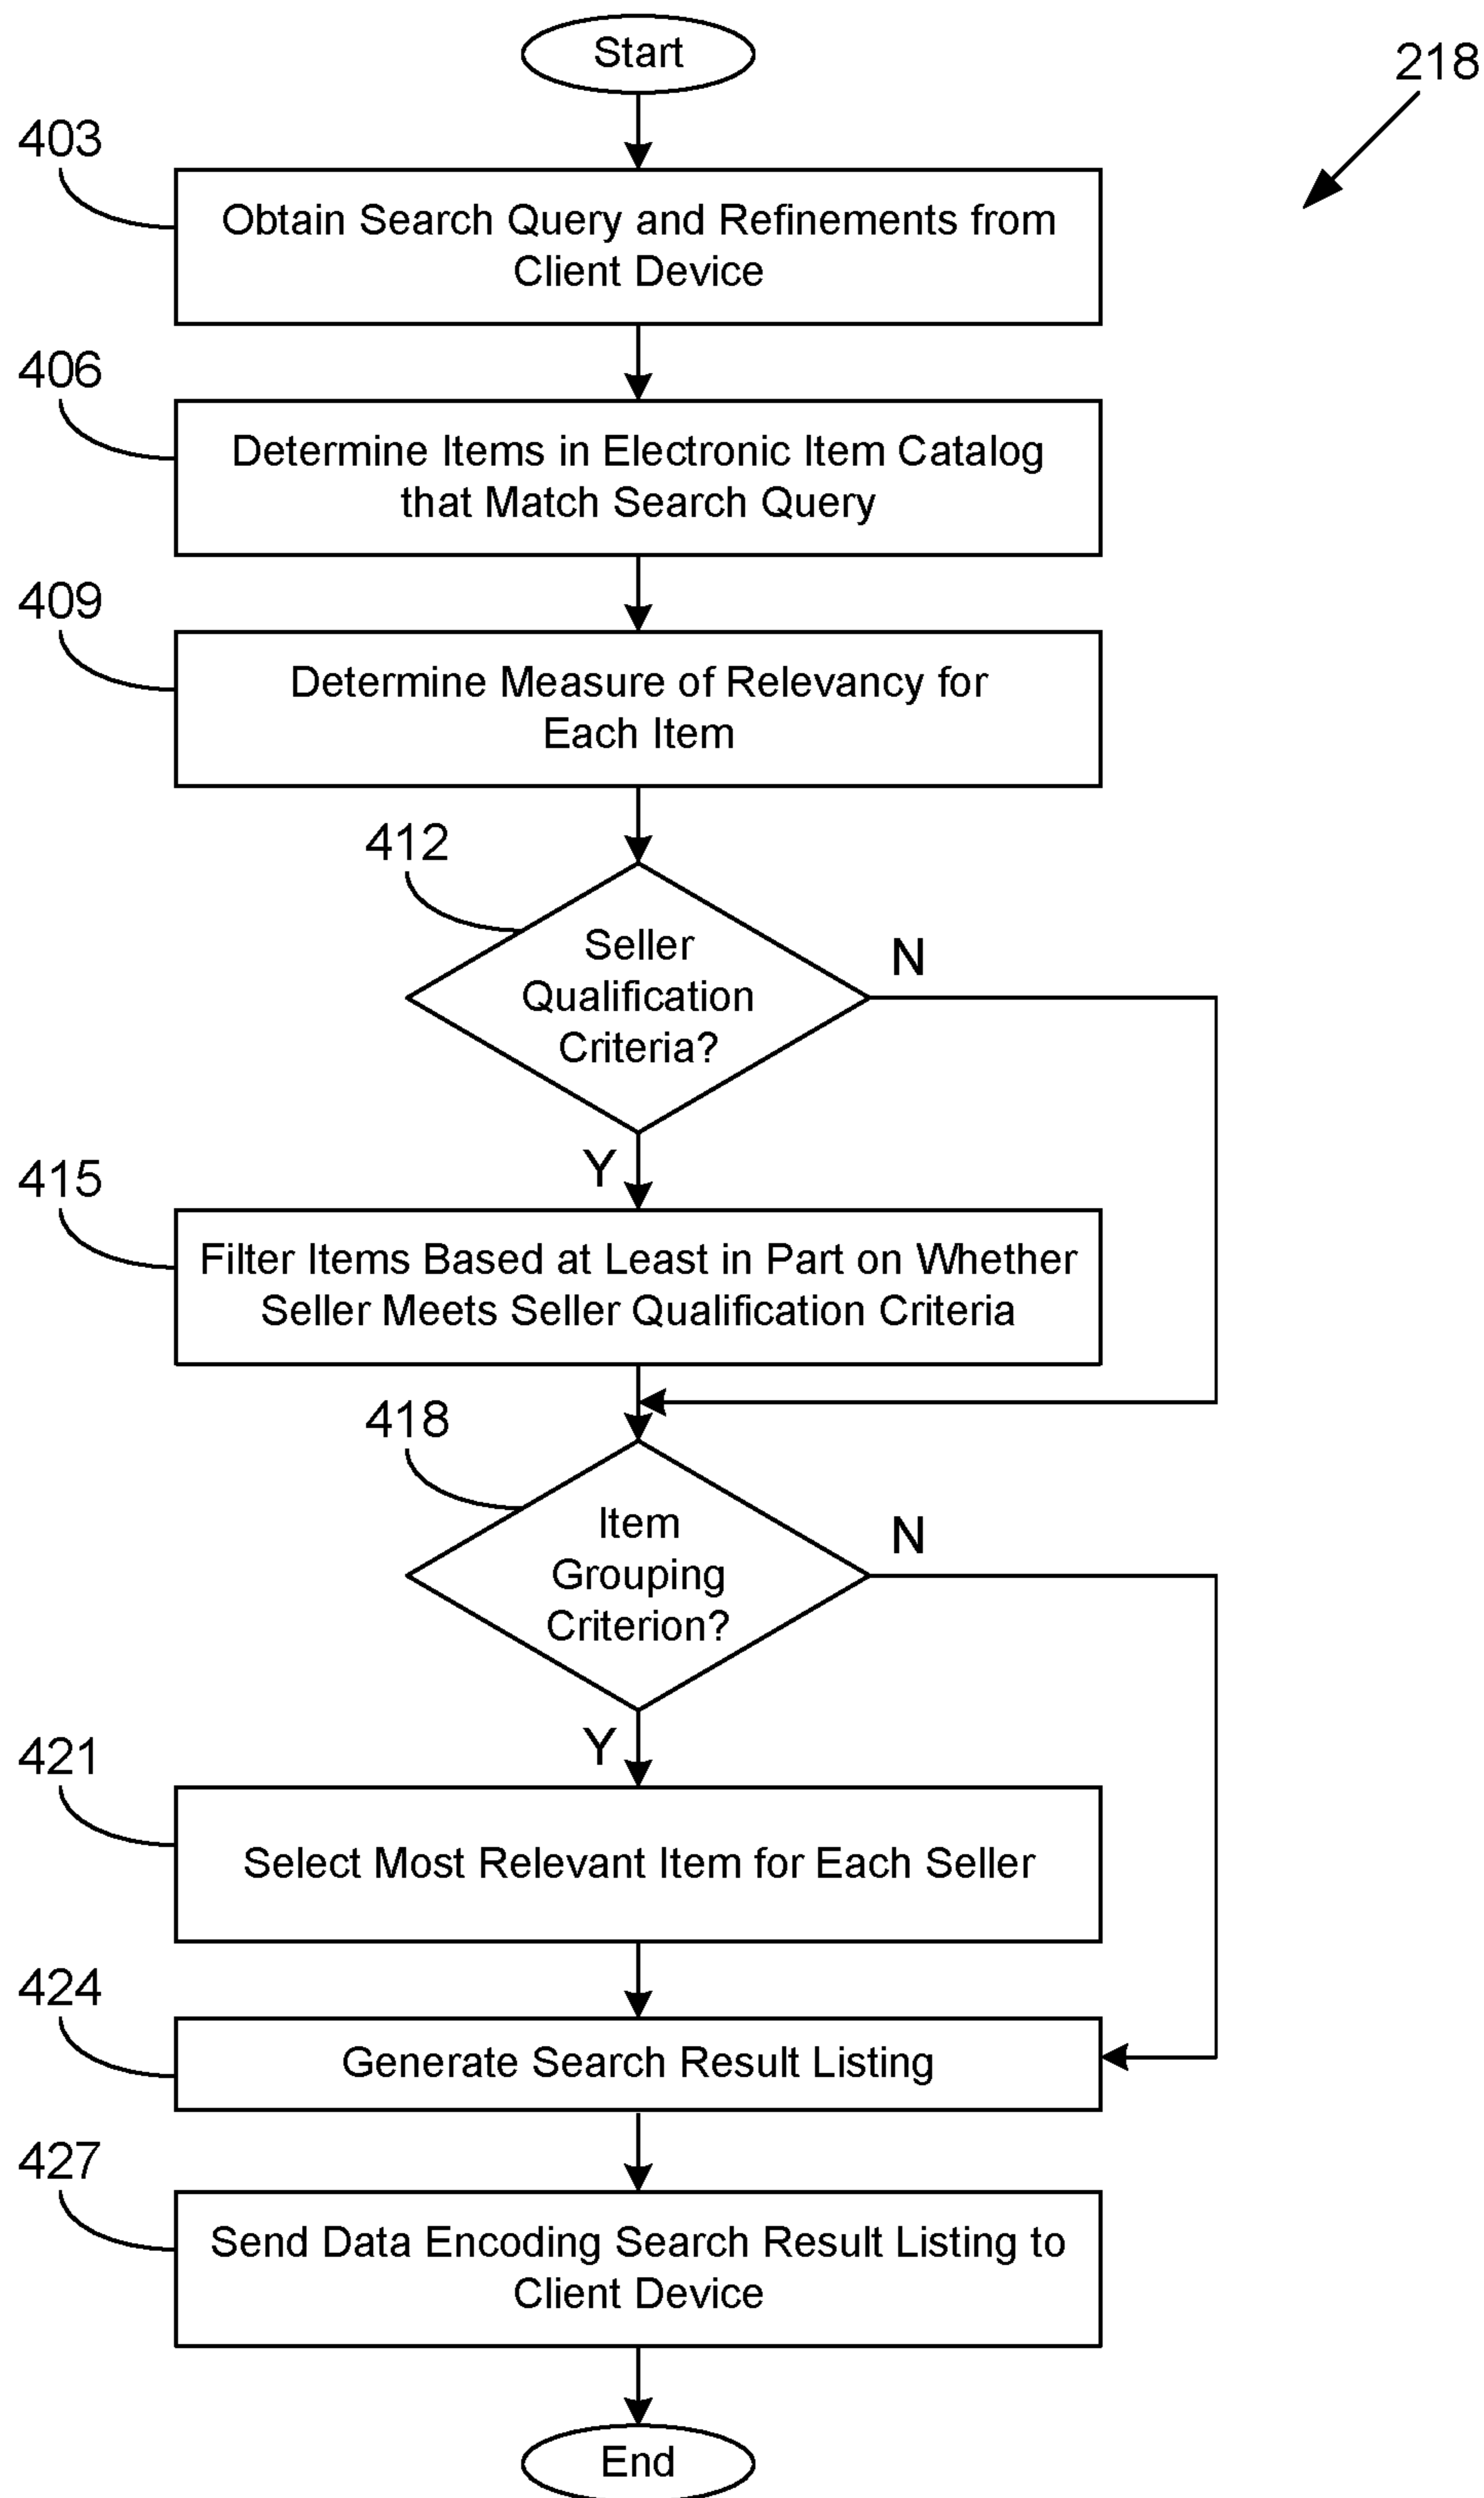 Start
218
403
Obtain Search Query and Refinements from
Client Device
406
Determine Items in Electronic Item Catalog
that Match Search Query
409
Determine Measure of Relevancy for
Each Item
412
Seller
Qualification
Criteria?
N
Y
415
Filter Items Based at Least in Part on Whether
Seller Meets Seller Qualification Criteria
418
Item
Grouping
Criterion?
N
Y
421
Select Most Relevant Item for Each Seller
424
Generate Search Result Listing
427
Send Data Encoding Search Result Listing to
Client Device
End